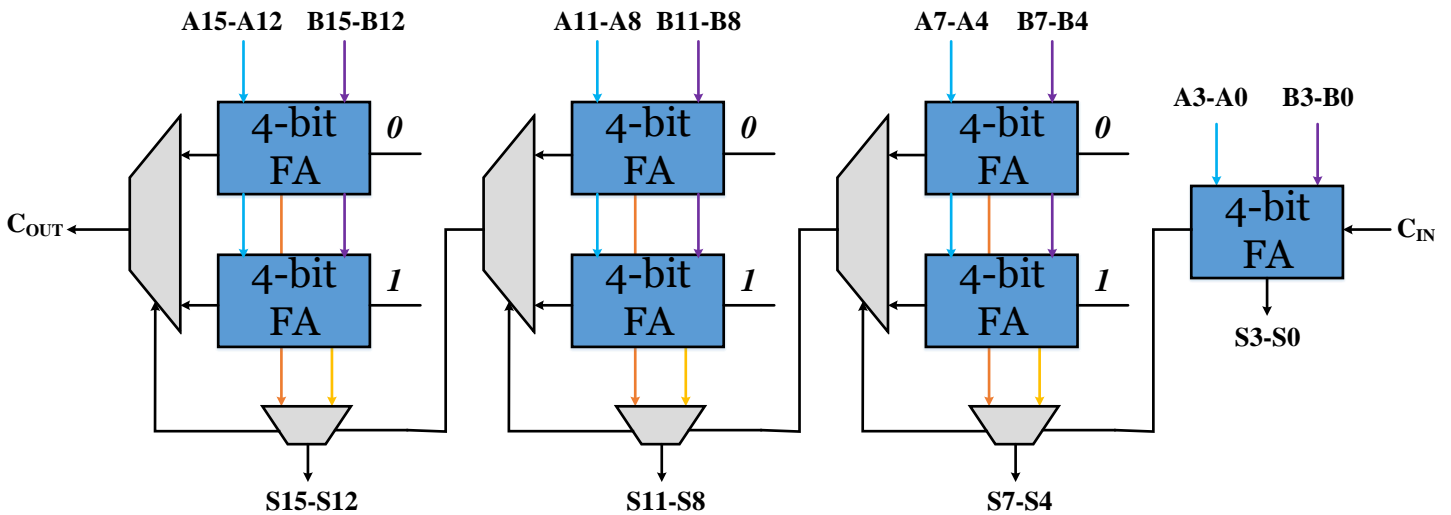 A15-A12 B15-B12 A11-A8 B11-B8 A7-A4 B7-B4
A3-A0 B3-B0
4-bit FA 0 4-bit FA 0 4-bit FA 0
4-bit FA
COUT CIN
4-bit FA 1 4-bit FA 1 4-bit FA 1
S3-S0
S15-S12 S11-S8 S7-S4